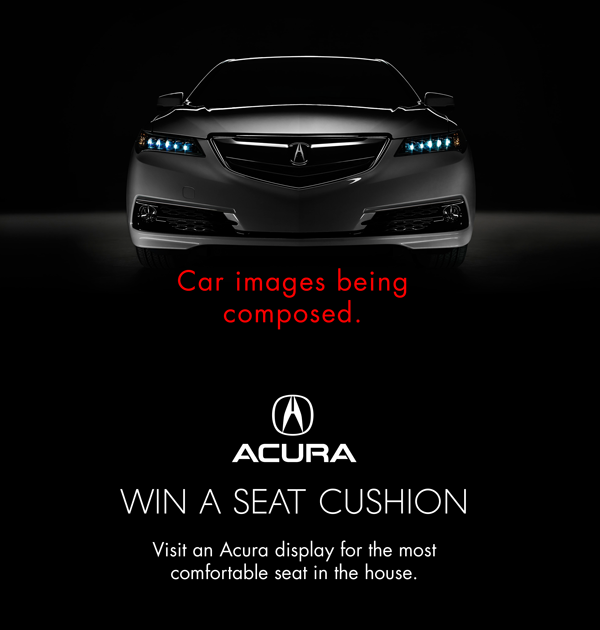 Car images being
composed.
ACURA
WIN A SEAT CUSHION
Visit an Acura display for the most
comfortable seat in the house.